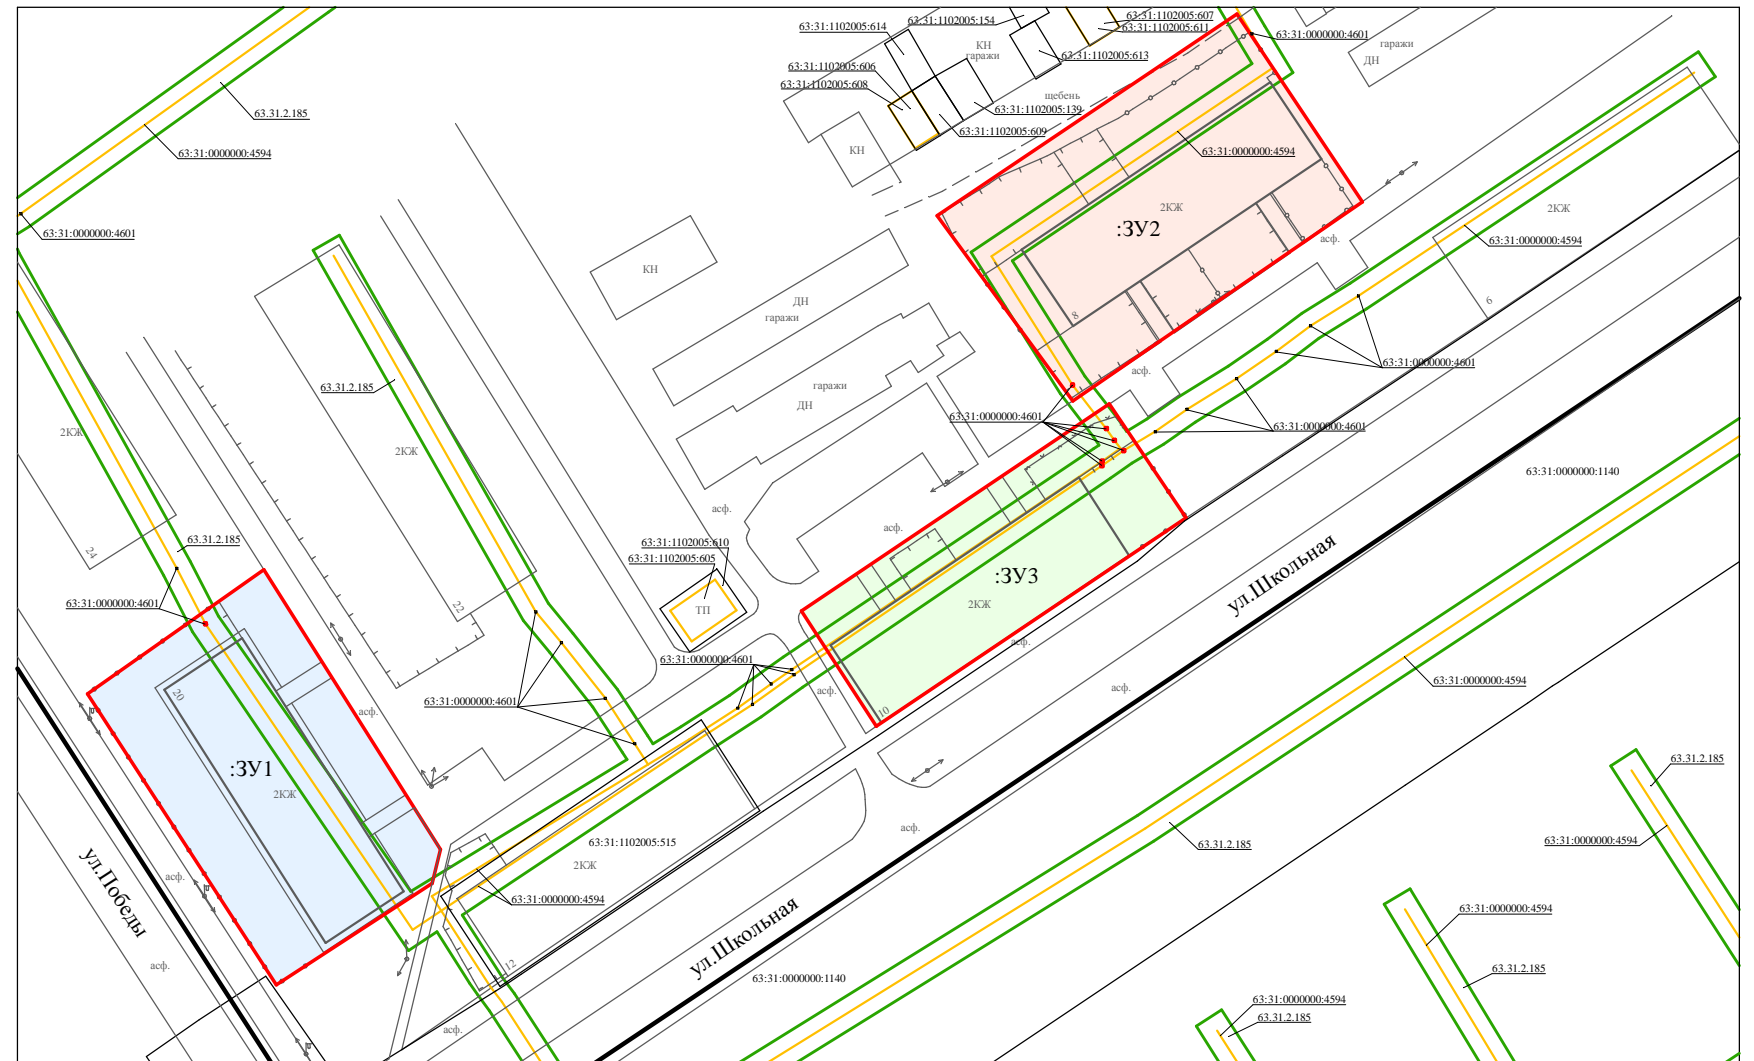 63:31:1102005:614
63:31:1102005:154
63:31:1102005:607
63:31:1102005:611
63:31:0000000:4601
КН
гаражи
63:31:1102005:613
гаражи
ДН
63:31:1102005:606
63:31:1102005:608
щебень
63:31:1102005:139
63:31:1102005:609
КН
63.31.2.185
63:31:0000000:4594
63:31:0000000:4594
63:31:0000000:4601
2КЖ
:ЗУ2
асф.
2КЖ
63:31:0000000:4594
КН
ДН
гаражи
8
6
63.31.2.185
гаражи
ДН
асф.
63:31:0000000:4601
63:31:0000000:4601
63:31:0000000:4601
2КЖ
2КЖ
63:31:0000000:1140
асф.
асф.
24
63.31.2.185
63:31:1102005:610
63:31:1102005:605
:ЗУ3
2КЖ
ул.Школьная
63:31:0000000:4601
22
ТП
асф.
63:31:0000000:4601
63:31:0000000:4594
20
63:31:0000000:4601
асф.
асф.
асф.
10
:ЗУ1
2КЖ
63.31.2.185
асф.
63:31:1102005:515
63.31.2.185
63:31:0000000:4594
2КЖ
ул.Победы
асф.
63:31:0000000:4594
63:31:0000000:4594
ул.Школьная
асф.
12
63:31:0000000:1140
63.31.2.185
63:31:0000000:4594
63.31.2.185
асф.